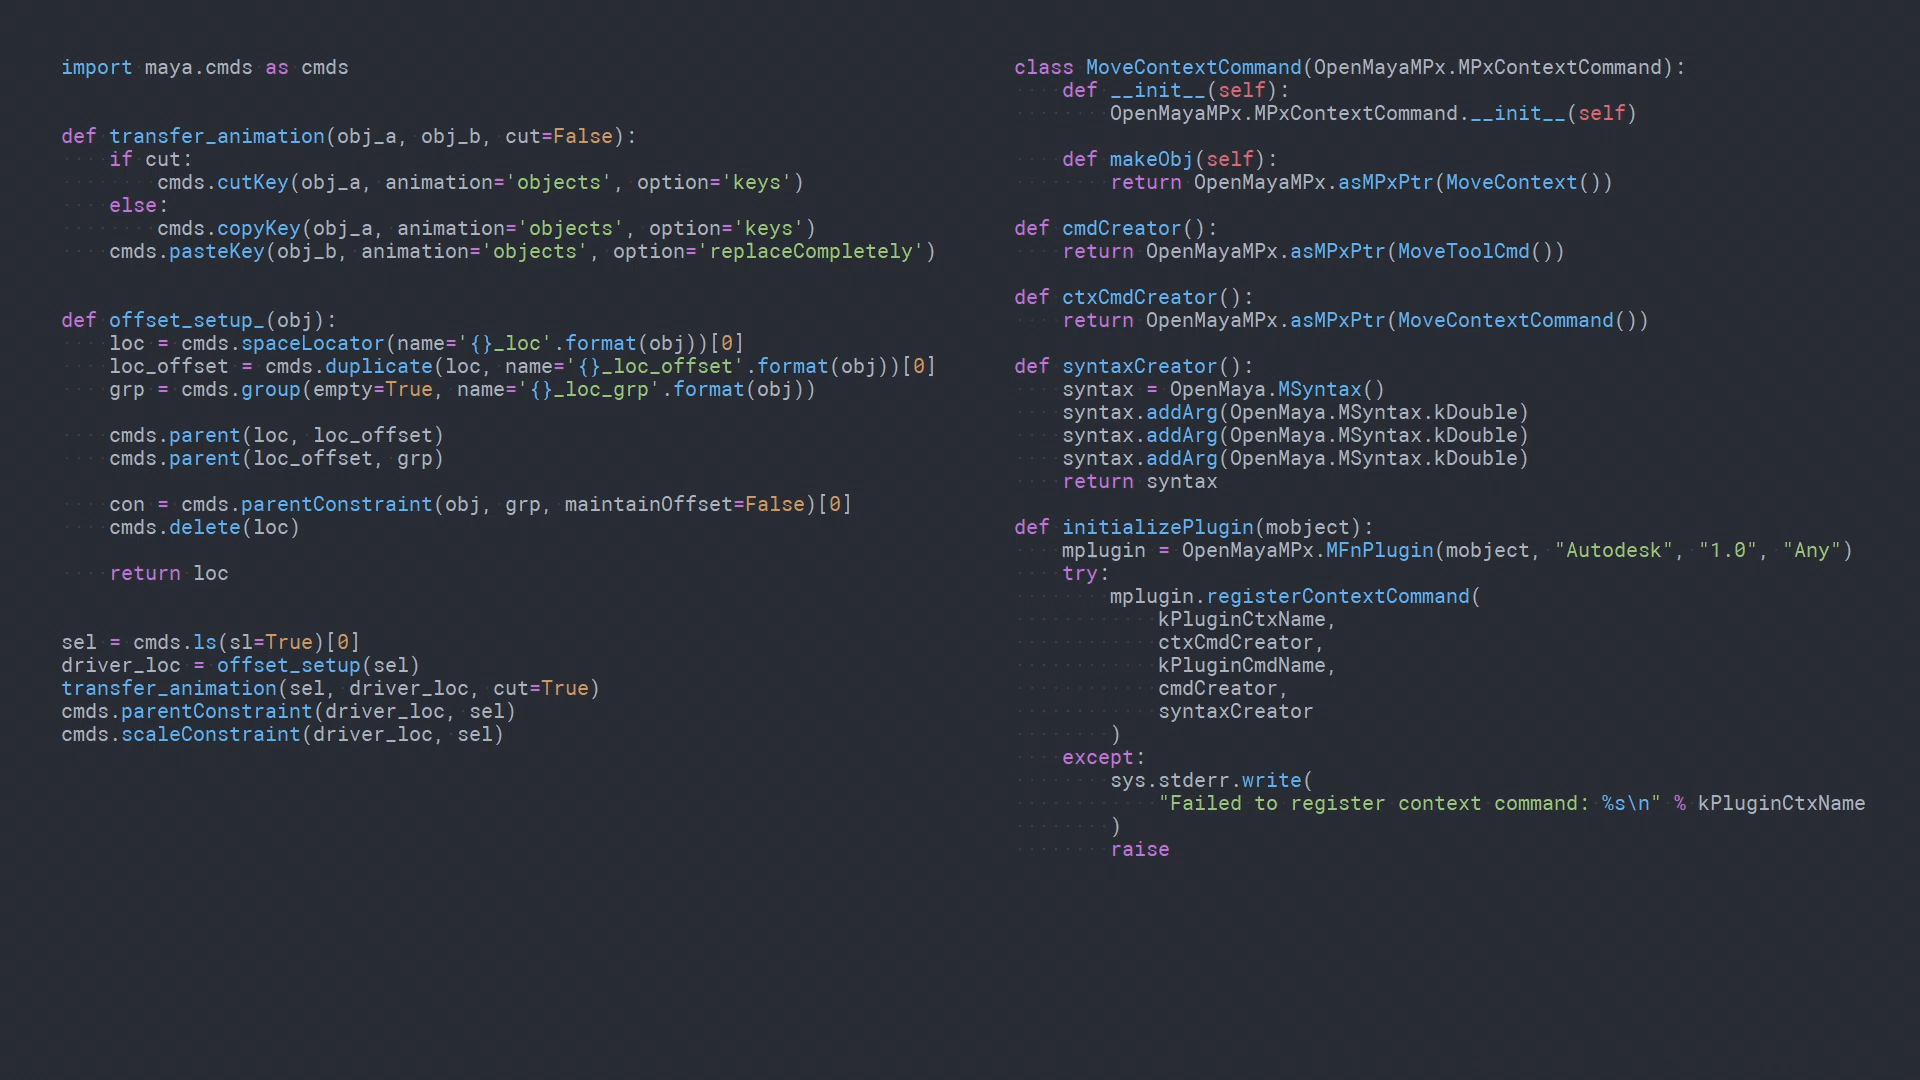 import maya.cmds as cmds
def transfer_animation(obj_a, obj_b, cut=False):
    if cut:
        cmds.cutKey(obj_a, animation='objects', option='keys')
    else:
        cmds.copyKey(obj_a, animation='objects', option='keys')
    cmds.pasteKey(obj_b, animation='objects', option='replaceCompletely')
def offset_setup_(obj):
    loc = cmds.spaceLocator(name='{}_loc'.format(obj))[0]
    loc_offset = cmds.duplicate(loc, name='{}_loc_offset'.format(obj))[0]
    grp = cmds.group(empty=True, name='{}_loc_grp'.format(obj))
    cmds.parent(loc, loc_offset)
    cmds.parent(loc_offset, grp)
    con = cmds.parentConstraint(obj, grp, maintainOffset=False)[0]
    cmds.delete(loc)
    return loc
sel = cmds.ls(sl=True)[0]
driver_loc = offset_setup(sel)
transfer_animation(sel, driver_loc, cut=True)
cmds.parentConstraint(driver_loc, sel)
cmds.scaleConstraint(driver_loc, sel)
class MoveContextCommand(OpenMayaMPx.MPxContextCommand):
    def __init__(self):
        OpenMayaMPx.MPxContextCommand.__init__(self)
    def makeObj(self):
        return OpenMayaMPx.asMPxPtr(MoveContext())
def cmdCreator():
    return OpenMayaMPx.asMPxPtr(MoveToolCmd())
def ctxCmdCreator():
    return OpenMayaMPx.asMPxPtr(MoveContextCommand())
def syntaxCreator():
    syntax = OpenMaya.MSyntax()
    syntax.addArg(OpenMaya.MSyntax.kDouble)
    syntax.addArg(OpenMaya.MSyntax.kDouble)
    syntax.addArg(OpenMaya.MSyntax.kDouble)
    return syntax
def initializePlugin(mobject):
    mplugin = OpenMayaMPx.MFnPlugin(mobject, "Autodesk", "1.0", "Any")
    try:
        mplugin.registerContextCommand(
            kPluginCtxName,
            ctxCmdCreator,
            kPluginCmdName,
            cmdCreator,
            syntaxCreator
        )
    except:
        sys.stderr.write(
            "Failed to register context command: %s\n" % kPluginCtxName
        )
        raise